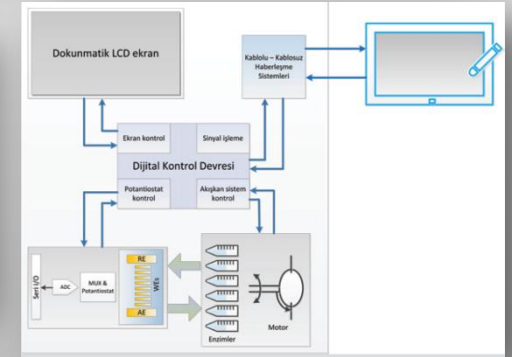 Dokunmatik LCD ekran
Kablolu – Kablosuz
Haberleşme
Sistemleri
Ekran kontrol
Sinyal işleme
Dijital Kontrol Devresi
Potantiostat
kontrol
Akışkan sistem
kontrol
Seri I/O
ADC
MUX &
Potantiostat
RE
WEs
AE
Enzimler
Motor